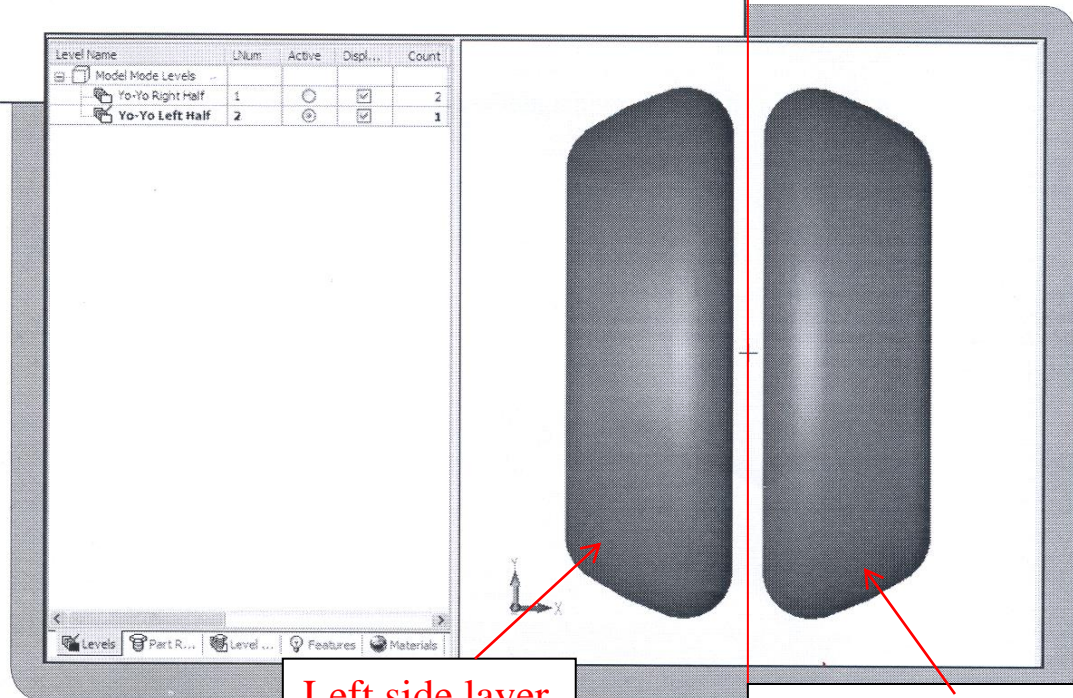 Level Name LNum Active Displ... Count
Model Mode Levels
Yo-Yo Right Half 1 2
Yo-Yo Left Half 2 1
Y
X
Levels Part R... Level ... Features Materials
Left side layer